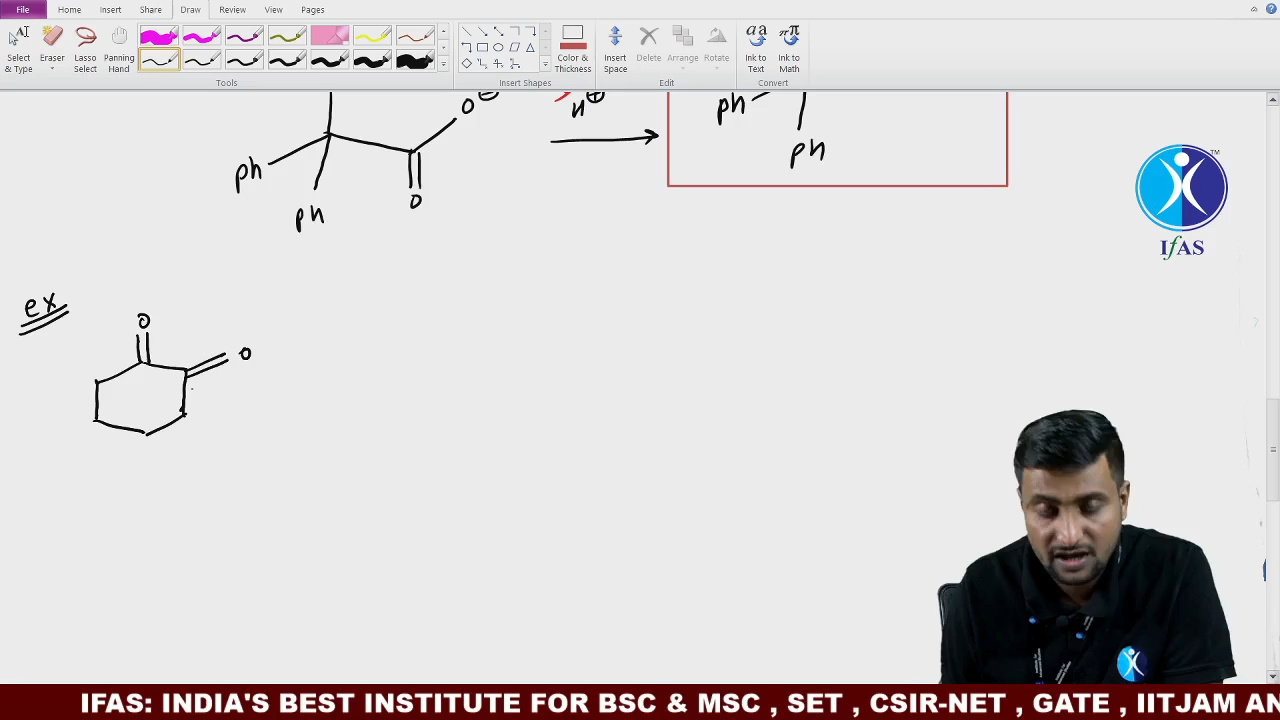 File Home Insert Share Draw Review View Pages
Select & Type Eraser Lasso Select Panning Hand Color & Thickness Insert Space Delete Arrange Rotate Ink to Text Ink to Math
Tools Insert Shapes Edit Convert
O ⊖ H ⊕ ph
ph O ph
ph
TM
IfAS
ex
O
O
IFAS: INDIA'S BEST INSTITUTE FOR BSC & MSC , SET , CSIR-NET , GATE , IITJAM AN